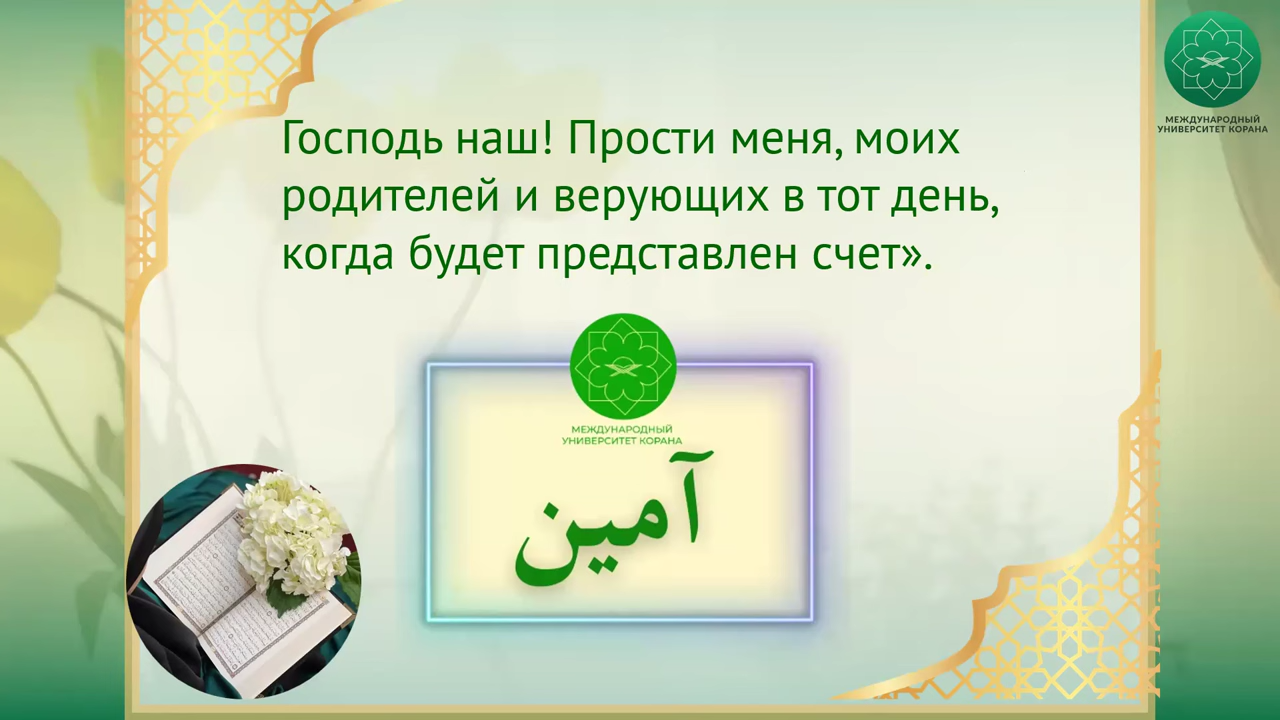 Господь наш! Прости меня, моих
родителей и верующих в тот день,
когда будет представлен счет».
МЕЖДУНАРОДНЫЙ
УНИВЕРСИТЕТ КОРАНА
МЕЖДУНАРОДНЫЙ
УНИВЕРСИТЕТ КОРАНА
آمين